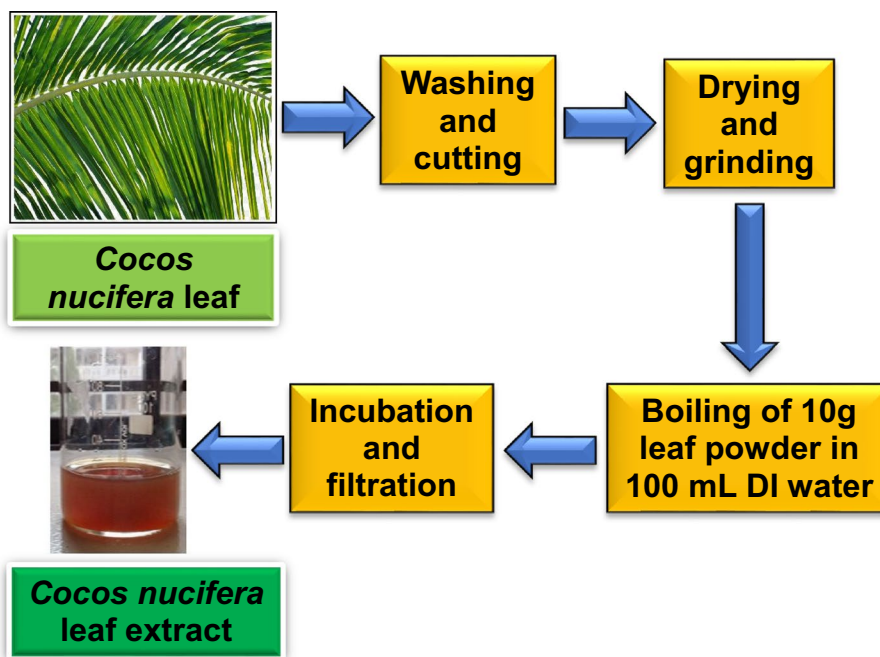 Washing
and
cutting
Drying
and
grinding
Cocos
nucifera leaf
Boiling of 10g
leaf powder in
100 mL DI water
Incubation
and
filtration
Cocos nucifera
leaf extract